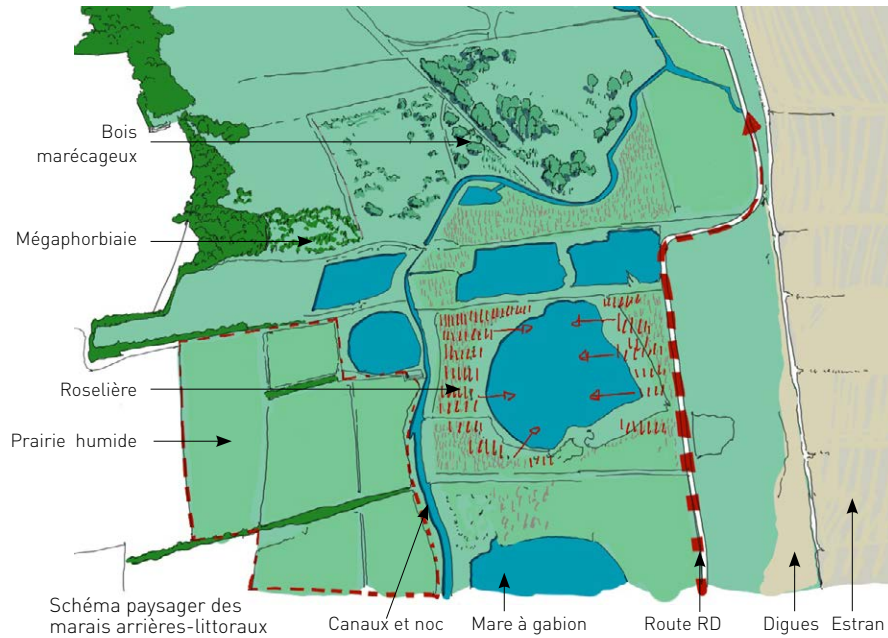 Bois
marécageux
Mégaphorbiaie
Roselière
Prairie humide
Schéma paysager des
marais arrières-littoraux
Canaux et noc
Mare à gabion
Route RD
Digues
Estran